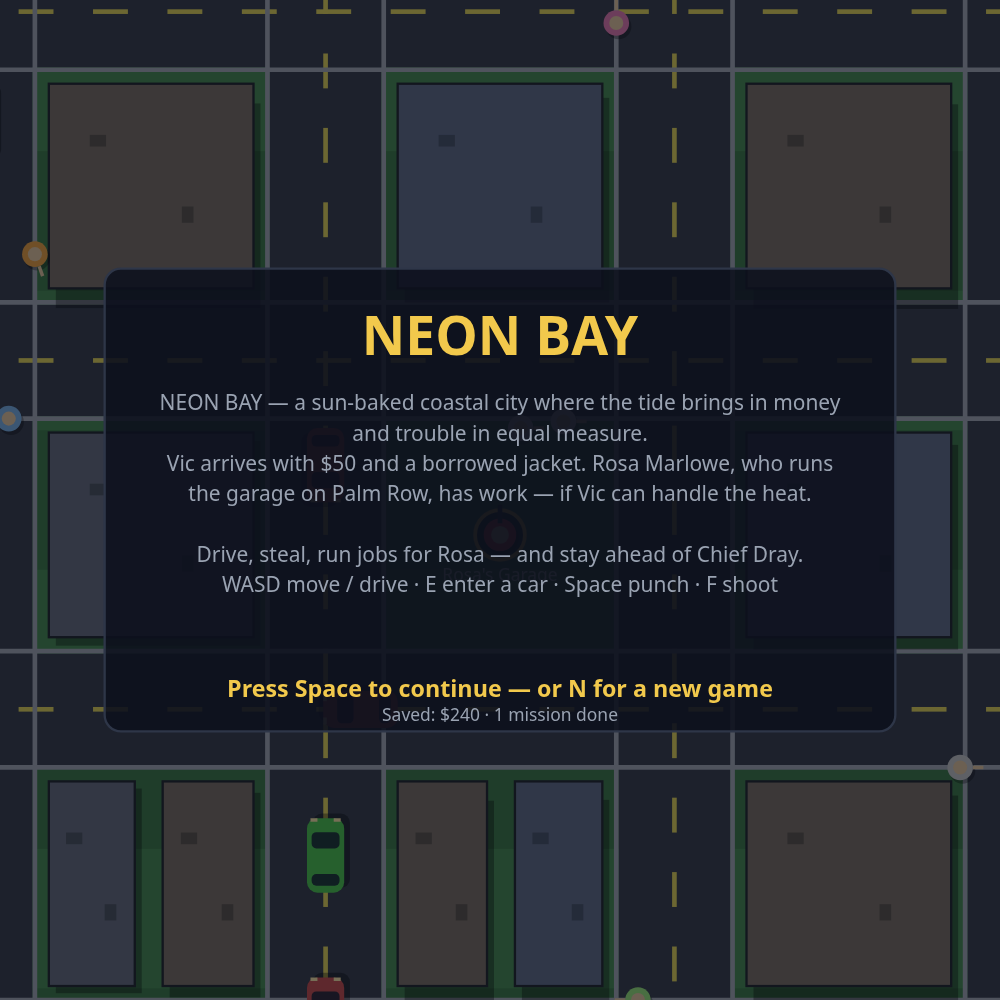 NEON BAY
NEON BAY — a sun-baked coastal city where the tide brings in money
and trouble in equal measure.
Vic arrives with $50 and a borrowed jacket. Rosa Marlowe, who runs
the garage on Palm Row, has work — if Vic can handle the heat.
Drive, steal, run jobs for Rosa — and stay ahead of Chief Dray.
WASD move / drive · E enter a car · Space punch · F shoot
Press Space to continue — or N for a new game
Saved: $240 · 1 mission done